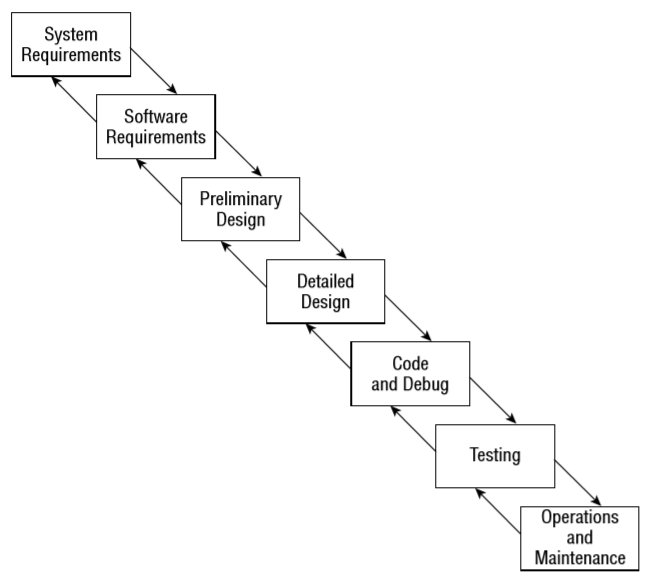 System
Requirements
Software
Requirements
Preliminary
Design
Detailed
Design
Code
and Debug
Testing
Operations
and
Maintenance